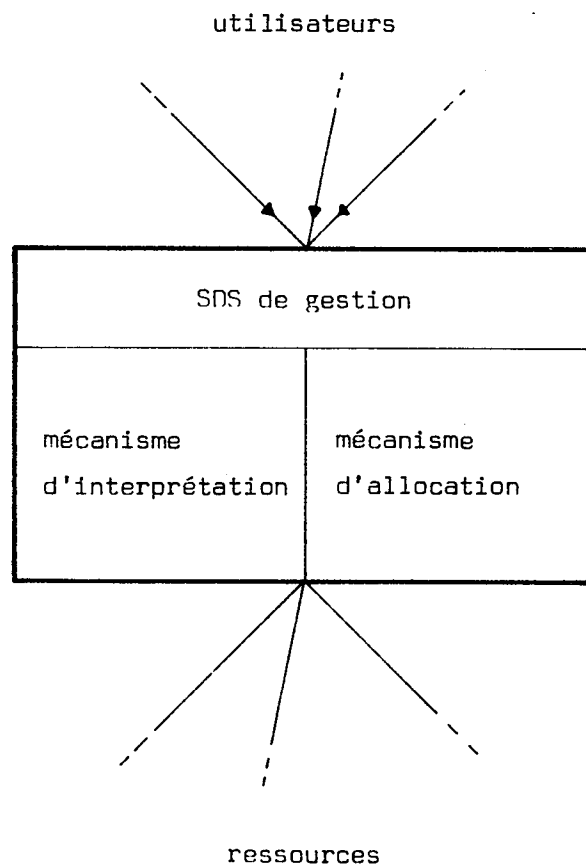 utilisateurs
SDS de gestion
mécanisme
d'interprétation
mécanisme
d'allocation
ressources